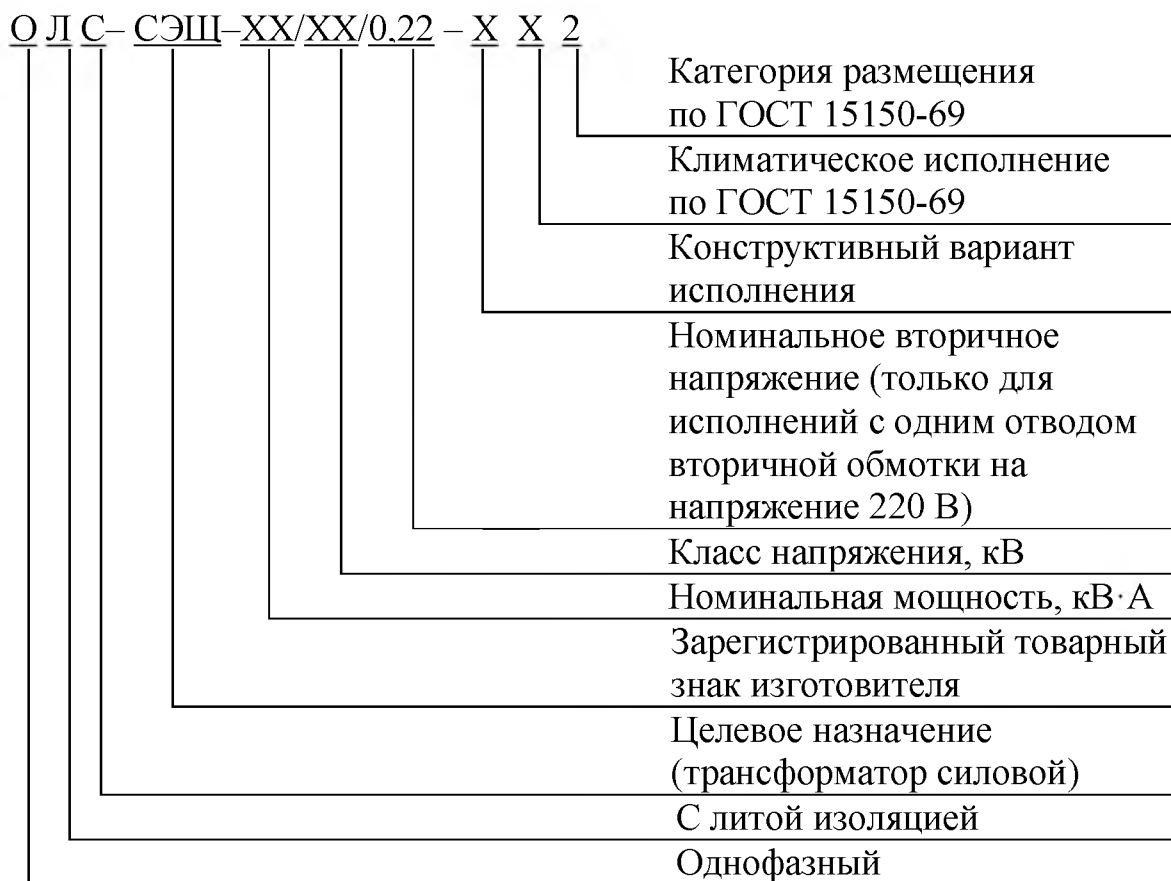 О Л С– СЭЩ–ХХ/ХХ/0,22 – Х Х 2
Категория размещения
по ГОСТ 15150-69
Климатическое исполнение
по ГОСТ 15150-69
Конструктивный вариант
исполнения
Номинальное вторичное
напряжение (только для
исполнений с одним отводом
вторичной обмотки на
напряжение 220 В)
Класс напряжения, кВ
Номинальная мощность, кВ·А
Зарегистрированный товарный
знак изготовителя
Целевое назначение
(трансформатор силовой)
С литой изоляцией
Однофазный